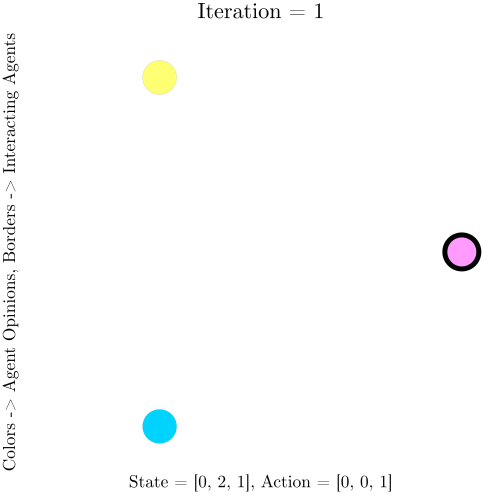 Iteration = 1
Colors -> Agent Opinions, Borders -> Interacting Agents
State = [0, 2, 1], Action = [0, 0, 1]